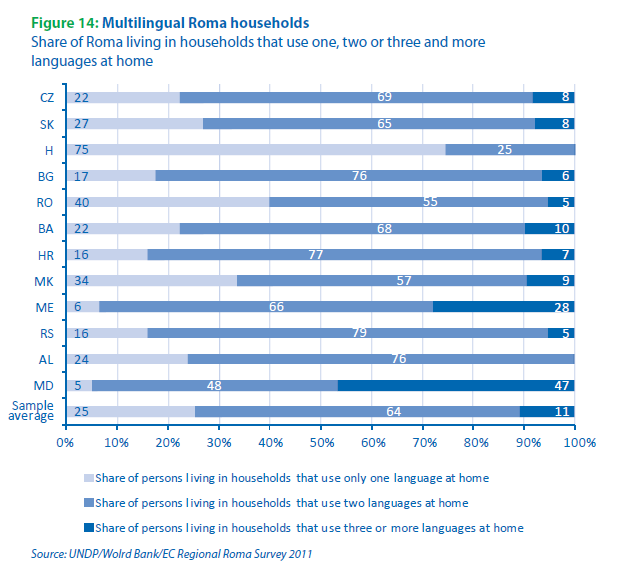 Figure 14: Multilingual Roma households
Share of Roma living in households that use one, two or three and more
languages at home
CZ 22 69 8
SK 27 65 8
H 75 25
BG 17 76 6
RO 40 55 5
BA 22 68 10
HR 16 77 7
MK 34 57 9
ME 6 66 28
RS 16 79 5
AL 24 76
MD 5 48 47
Sample
average 25 64 11
0% 10% 20% 30% 40% 50% 60% 70% 80% 90% 100%
Share of persons living in households that use only one language at home
Share of persons living in households that use two languages at home
Share of persons living in households that use three or more languages at home
Source: UNDP/Wolrd Bank/EC Regional Roma Survey 2011